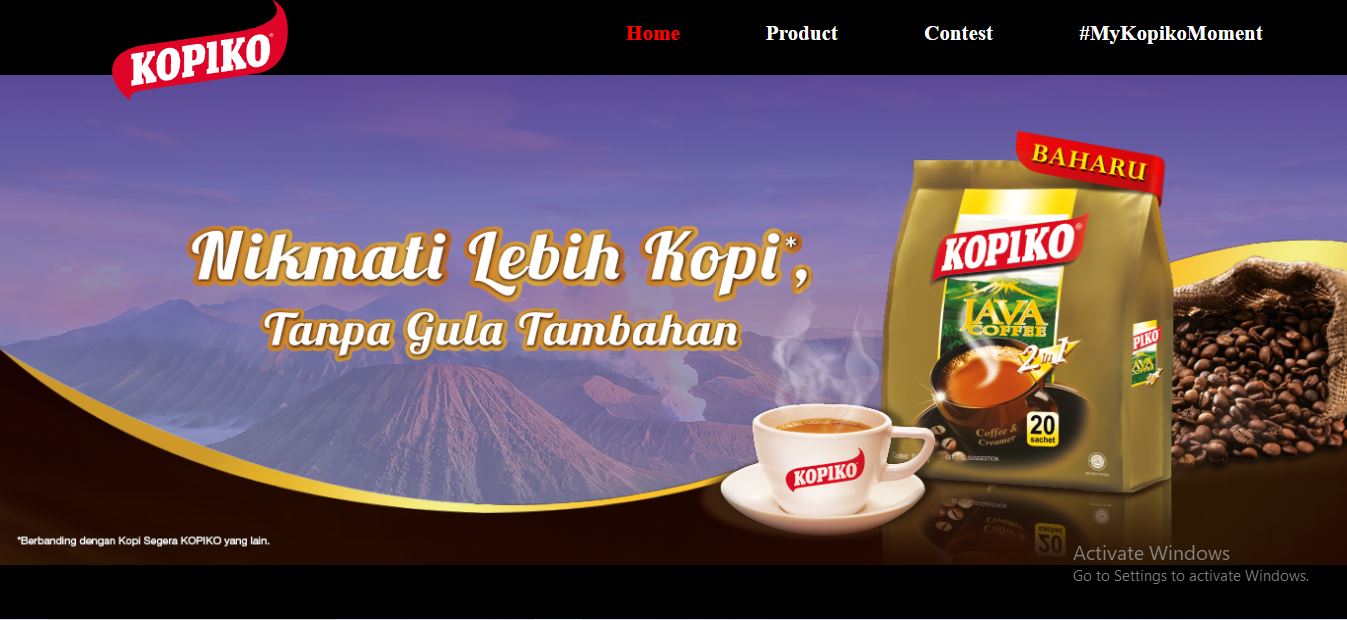 KOPIKO
Home
Product
Contest
#MyKopikoMoment
BAHARU
Nikmati Lebih Kopi*,
Tanpa Gula Tambahan
KOPIKO®
JAVA
COFFEE
2in1
Coffee &
Creamer
20
sachet
KOPIKO
*Berbanding dengan Kopi Segera KOPIKO yang lain.
Activate Windows
Go to Settings to activate Windows.